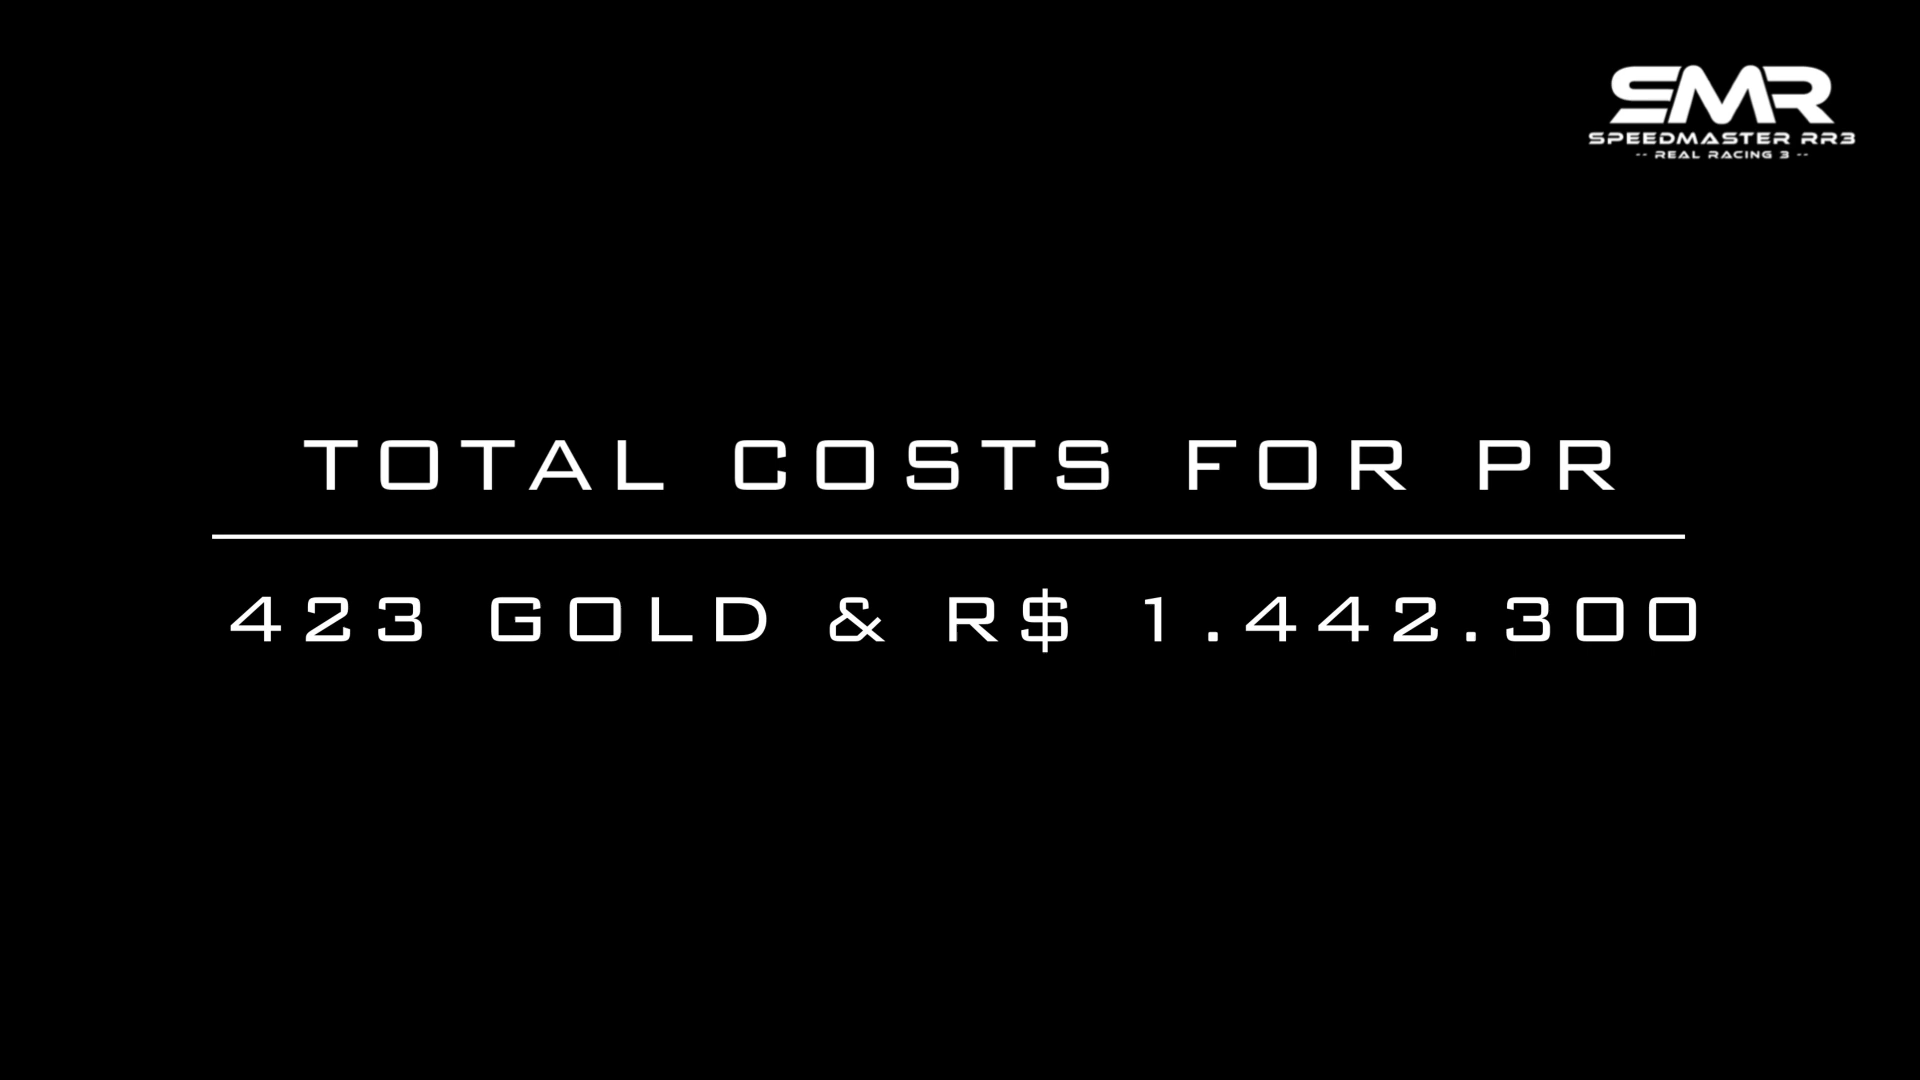 SMR
SPEEDMASTER RR3
-- REAL RACING 3 --
TOTAL COSTS FOR PR
423 GOLD & R$ 1.442.300